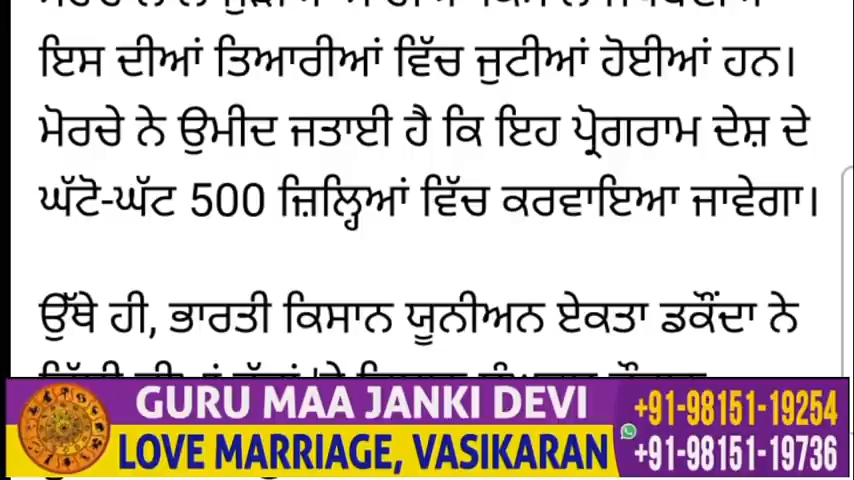 ਇਸ ਦੀਆਂ ਤਿਆਰੀਆਂ ਵਿੱਚ ਜੁਟੀਆਂ ਹੋਈਆਂ ਹਨ।
ਮੋਰਚੇ ਨੇ ਉਮੀਦ ਜਤਾਈ ਹੈ ਕਿ ਇਹ ਪ੍ਰੋਗਰਾਮ ਦੇਸ਼ ਦੇ
ਘੱਟੋ-ਘੱਟ 500 ਜ਼ਿਲ੍ਹਿਆਂ ਵਿੱਚ ਕਰਵਾਇਆ ਜਾਵੇਗਾ।
ਉੱਥੇ ਹੀ, ਭਾਰਤੀ ਕਿਸਾਨ ਯੂਨੀਅਨ ਏਕਤਾ ਡਕੌਂਦਾ ਨੇ
GURU MAA JANKI DEVI
LOVE MARRIAGE, VASIKARAN
+91-98151-19254
+91-98151-19736